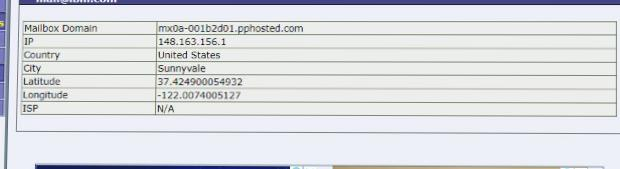 Mailbox Domain mx0a-001b2d01.pphosted.com
IP 148.163.156.1
Country United States
City Sunnyvale
Latitude 37.424900054932
Longitude -122.0074005127
ISP N/A